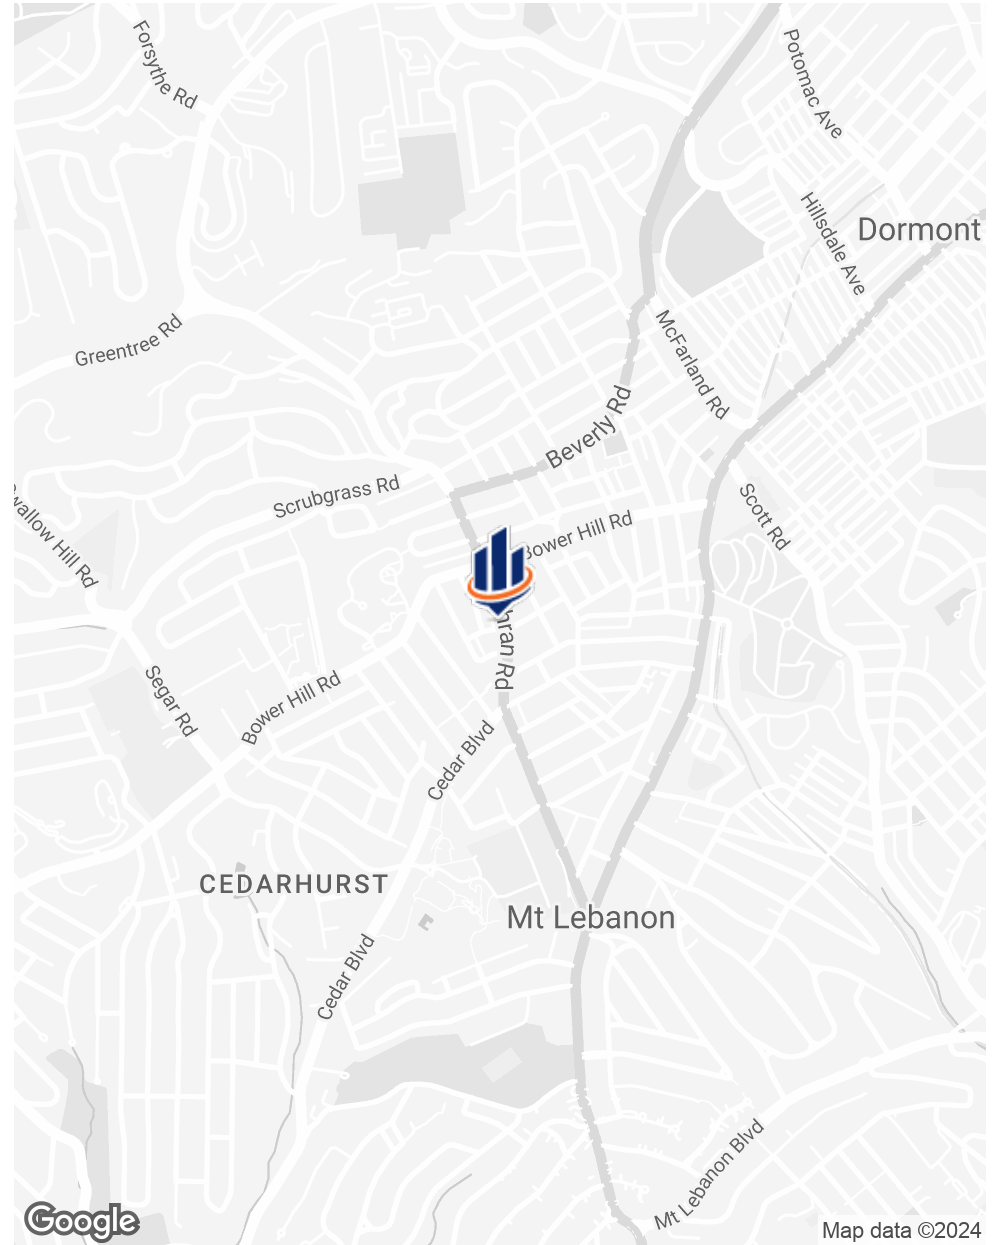 Forsythe Rd
Potomac Ave
Hillsdale Ave
Dormont
Greentree Rd
McFarland Rd
Beverly Rd
Scrubgrass Rd
Scott Rd
Bower Hill Rd
Hill Rd
Rd
Segar Rd
Bower Hill Rd
Cedar Blvd
CEDARHURST
Mt Lebanon
Cedar Blvd
Mt Lebanon Blvd
Google
Map data ©2024